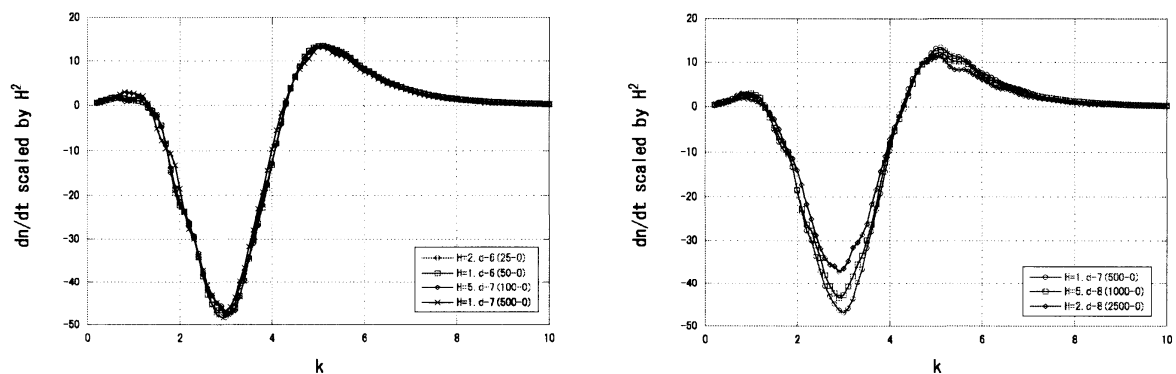 dn/dt scaled by H²
20
10
0
-10
-20
-30
-40
-50
0
2
4
6
8
10
k
H=2. d-6 (25-0)
H=1. d-6 (50-0)
H=5. d-7 (100-0)
H=1. d-7 (500-0)
dn/dt scaled by H²
20
10
0
-10
-20
-30
-40
-50
0
2
4
6
8
10
k
H=1. d-7 (500-0)
H=5. d-8 (1000-0)
H=2. d-8 (2500-0)